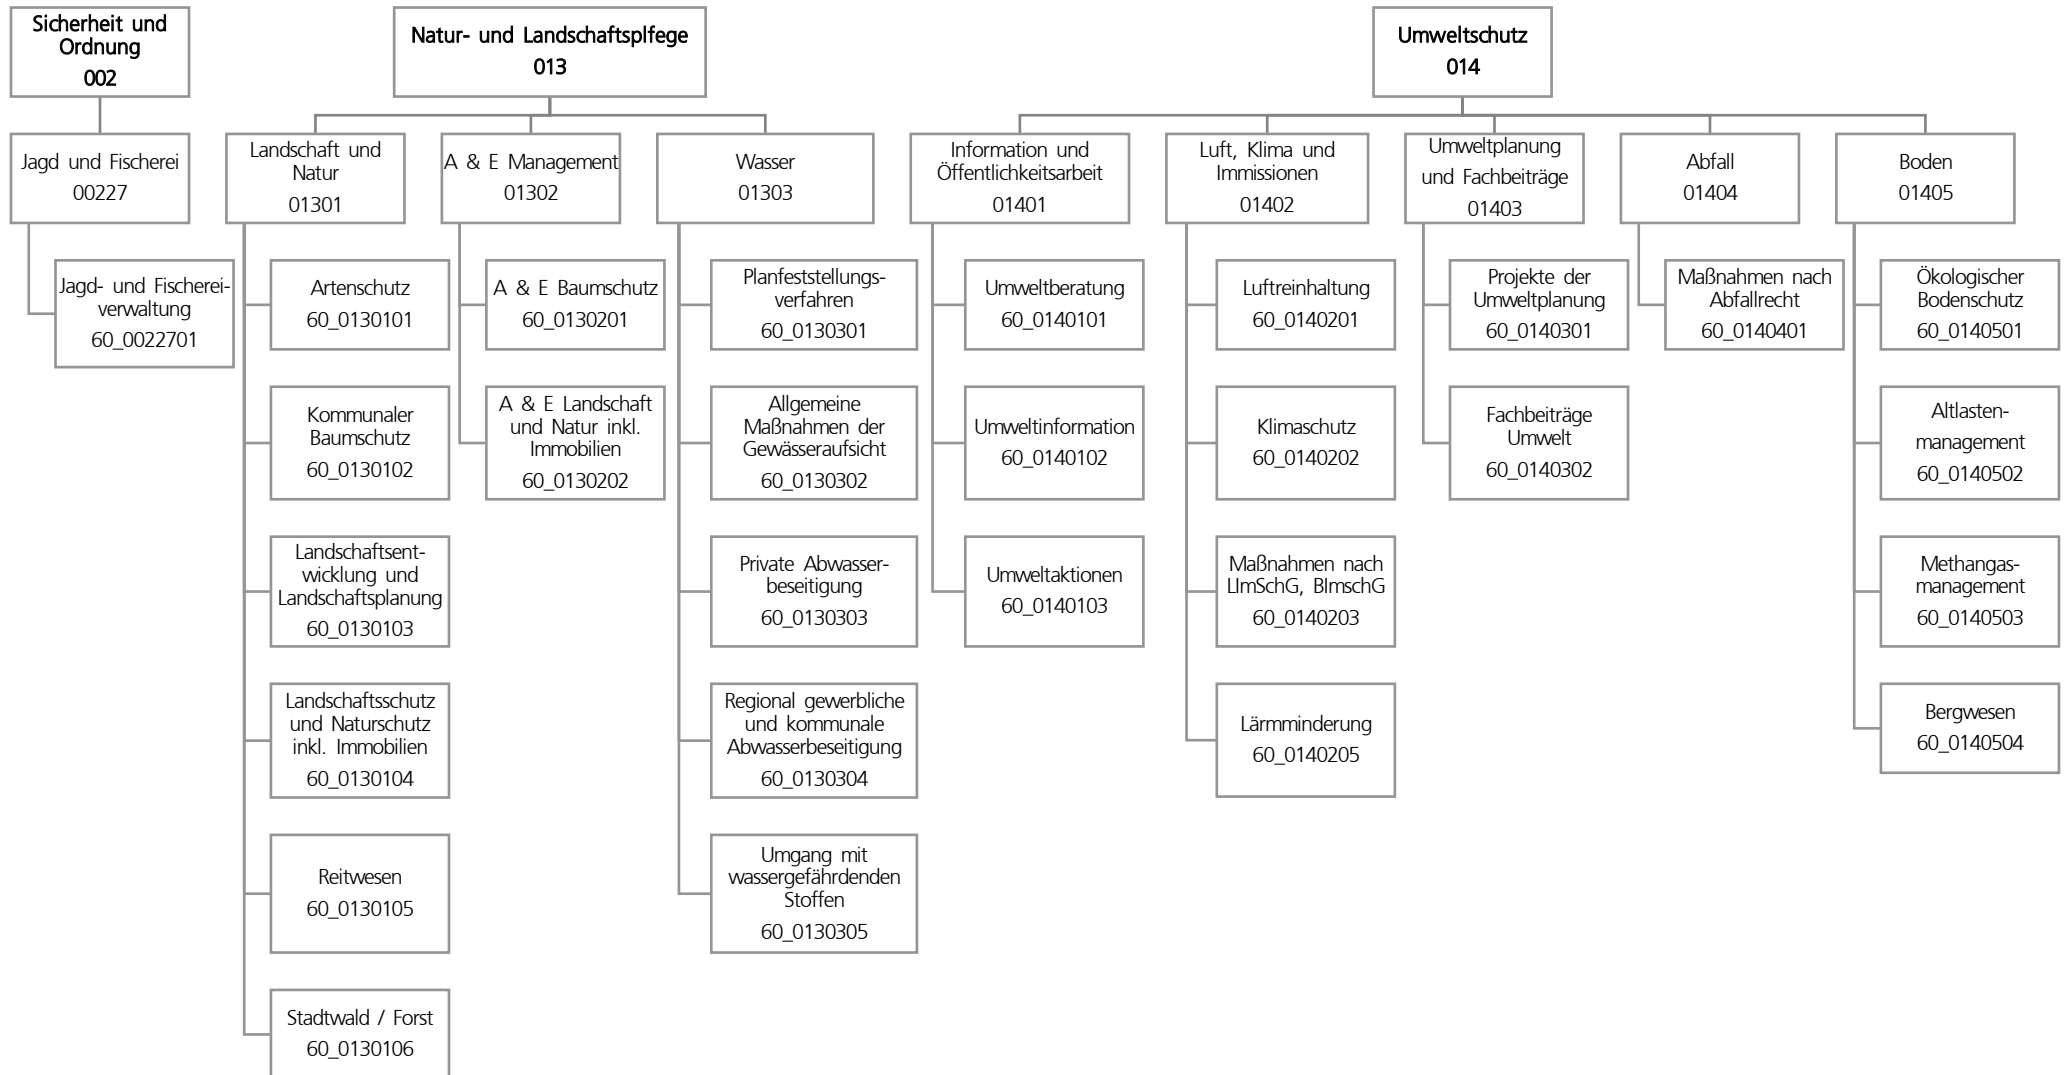 Sicherheit und
Ordnung
002
Jagd und Fischerei
00227
Jagd- und Fischerei-
verwaltung
60_0022701
Natur- und Landschaftsplfege
013
Landschaft und
Natur
01301
Artenschutz
60_0130101
Kommunaler
Baumschutz
60_0130102
Landschaftsent-
wicklung und
Landschaftsplanung
60_0130103
Landschaftsschutz
und Naturschutz
inkl. Immobilien
60_0130104
Reitwesen
60_0130105
Stadtwald / Forst
60_0130106
A & E Management
01302
A & E Baumschutz
60_0130201
A & E Landschaft
und Natur inkl.
Immobilien
60_0130202
Wasser
01303
Planfeststellungs-
verfahren
60_0130301
Allgemeine
Maßnahmen der
Gewässeraufsicht
60_0130302
Private Abwasser-
beseitigung
60_0130303
Regional gewerbliche
und kommunale
Abwasserbeseitigung
60_0130304
Umgang mit
wassergefährdenden
Stoffen
60_0130305
Umweltschutz
014
Information und
Öffentlichkeitsarbeit
01401
Umweltberatung
60_0140101
Umweltinformation
60_0140102
Umweltaktionen
60_0140103
Luft, Klima und
Immissionen
01402
Luftreinhaltung
60_0140201
Klimaschutz
60_0140202
Maßnahmen nach
LImSchG, BImschG
60_0140203
Lärmminderung
60_0140205
Umweltplanung
und Fachbeiträge
01403
Projekte der
Umweltplanung
60_0140301
Fachbeiträge
Umwelt
60_0140302
Abfall
01404
Maßnahmen nach
Abfallrecht
60_0140401
Boden
01405
Ökologischer
Bodenschutz
60_0140501
Altlasten-
management
60_0140502
Methangas-
management
60_0140503
Bergwesen
60_0140504